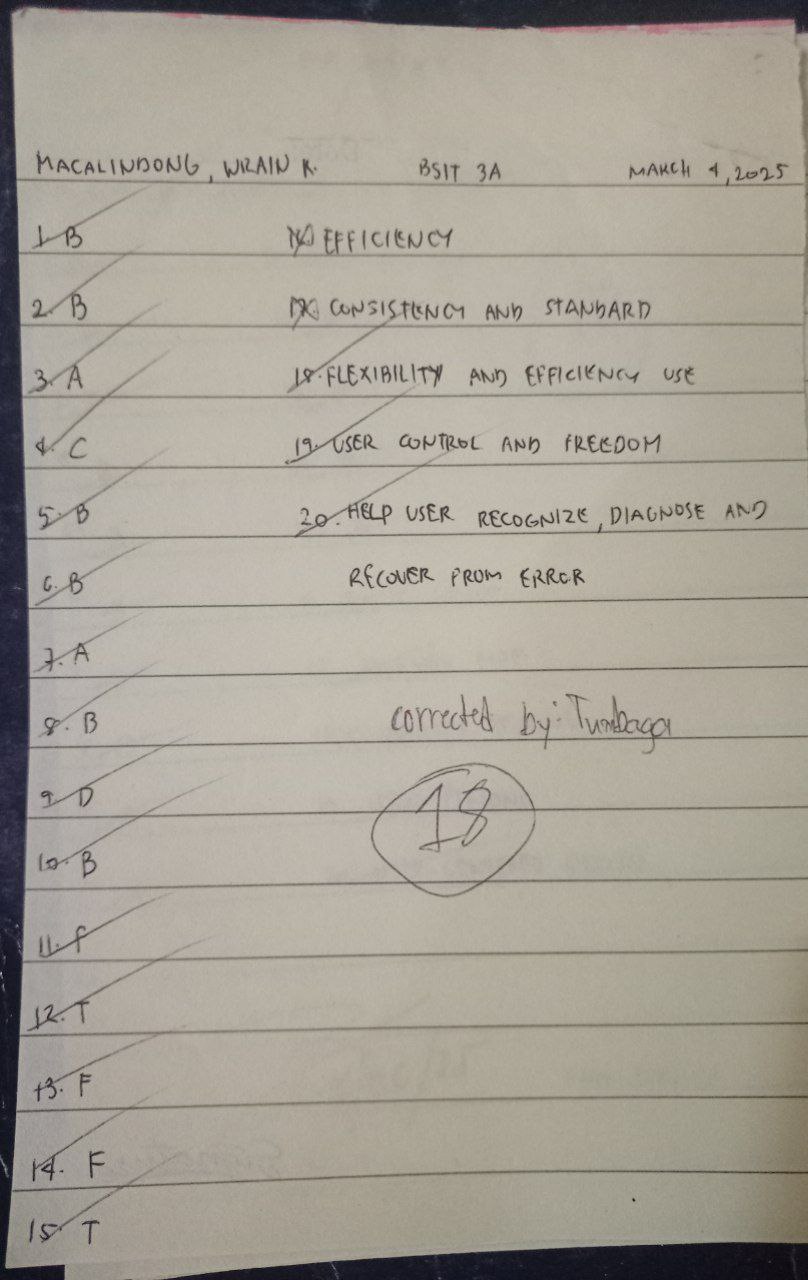 MACALINDONG, WRAIN K. BSIT 3A MARCH 4, 2025
1. B
2. B
3. A
4. C
5. B
6. B
7. A
8. B
9. D
10. B
11. F
12. T
13. F
14. F
15. T
EFFICIENCY
CONSISTENCY AND STANDARD
18. FLEXIBILITY AND EFFICIENCY USE
19. USER CONTROL AND FREEDOM
20. HELP USER RECOGNIZE, DIAGNOSE AND
RECOVER FROM ERROR
corrected by: Tumbaga
18